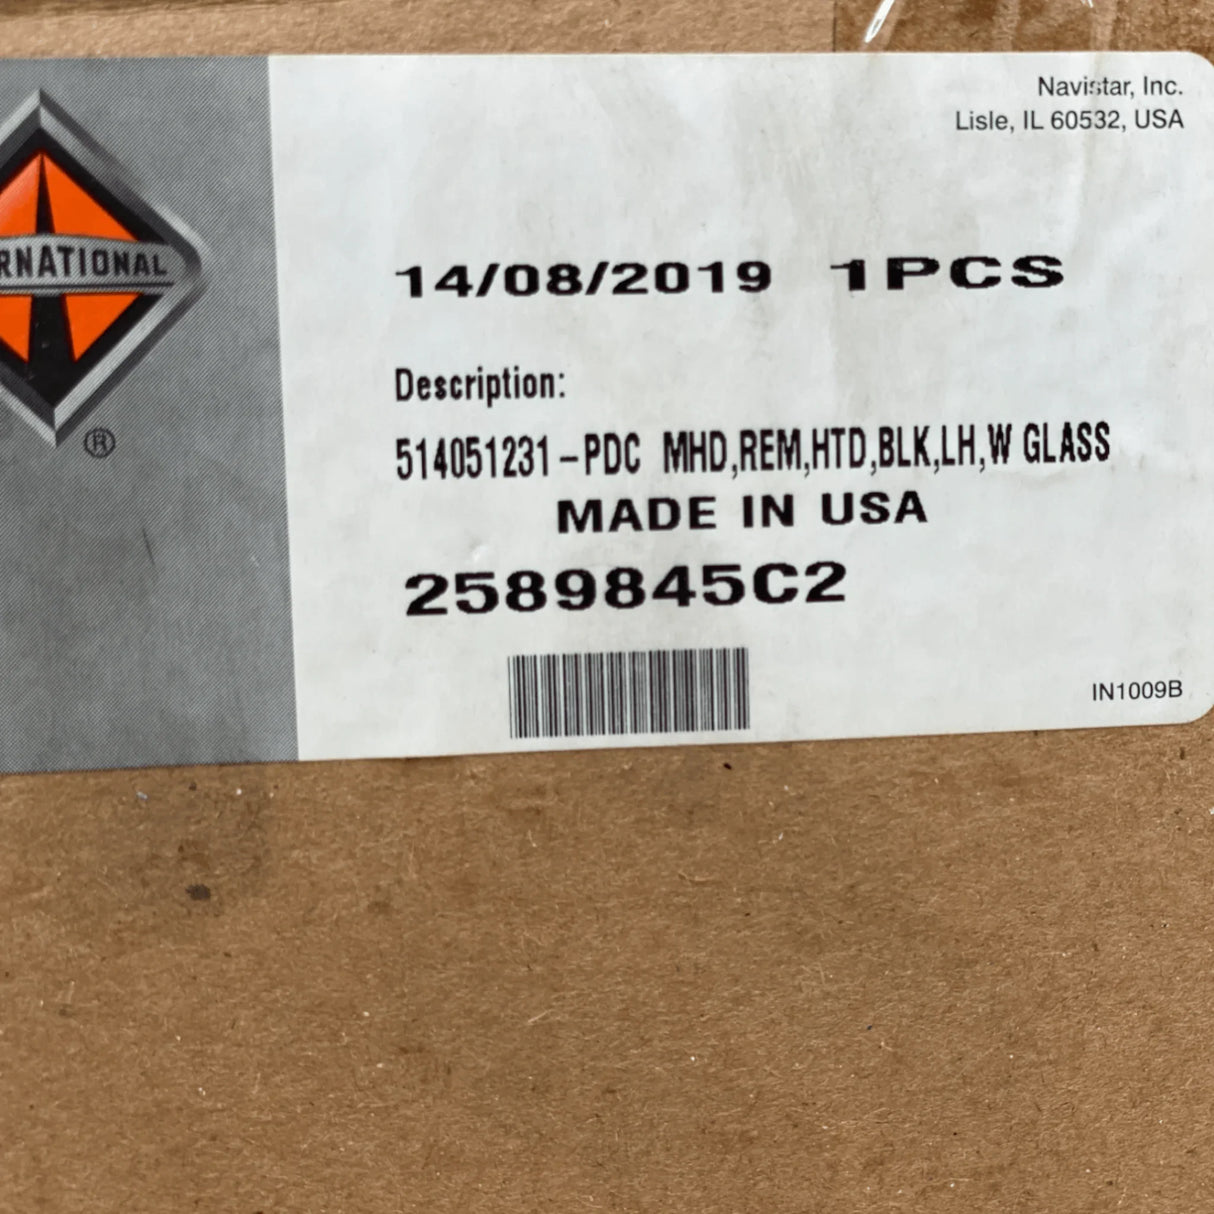 Navistar, Inc.
Lisle, IL 60532, USA
RNATIONAL
®
14/08/2019 1PCS
Description:
514051231-PDC MHD,REM,HTD,BLK,LH,W GLASS
MADE IN USA
2589845C2
IN1009B